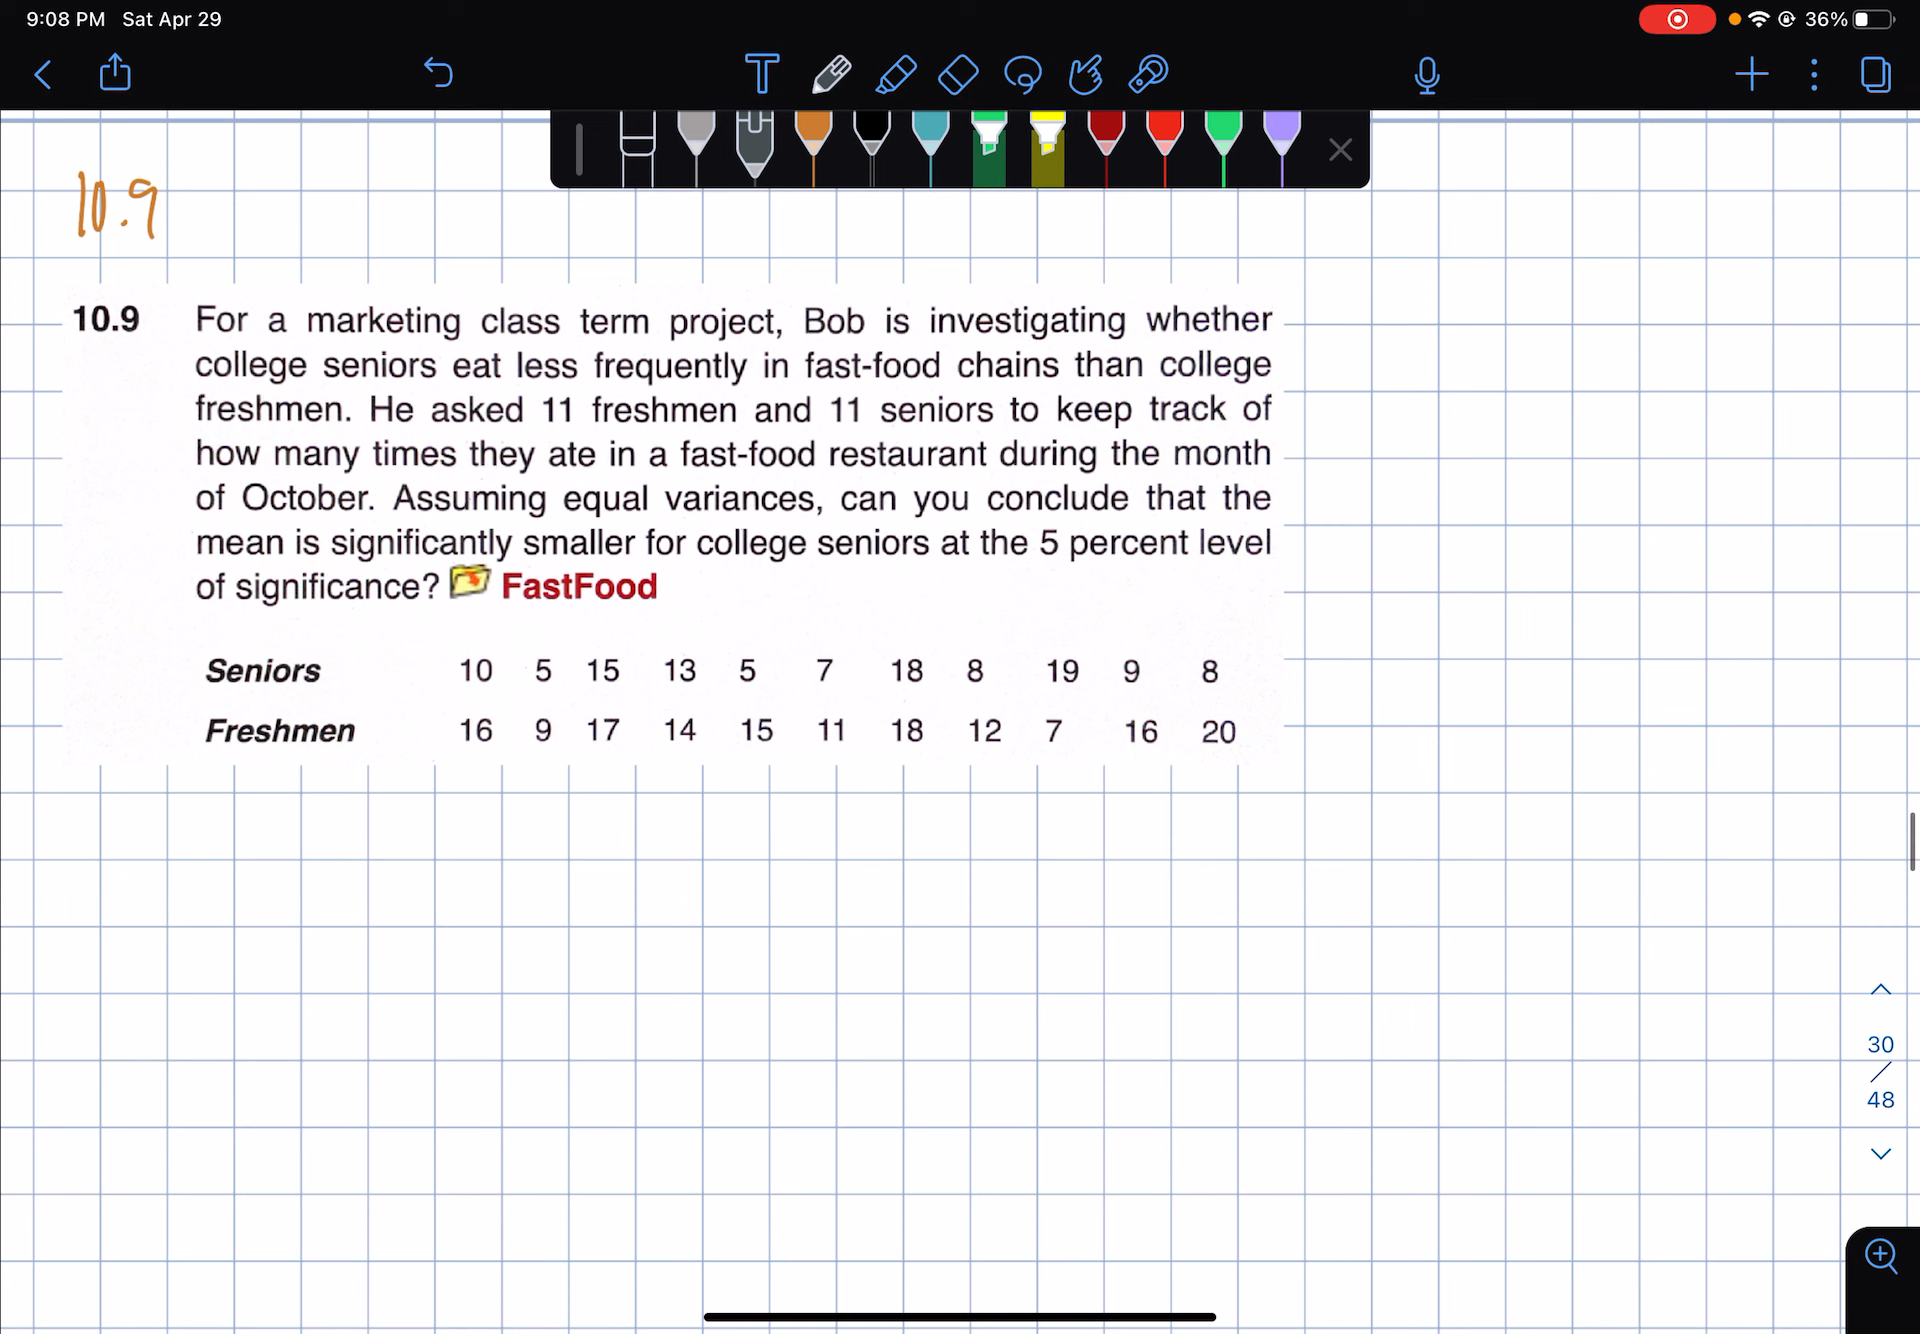 9:08 PM Sat Apr 29
36%
T
10.9
10.9 For a marketing class term project, Bob is investigating whether
college seniors eat less frequently in fast-food chains than college
freshmen. He asked 11 freshmen and 11 seniors to keep track of
how many times they ate in a fast-food restaurant during the month
of October. Assuming equal variances, can you conclude that the
mean is significantly smaller for college seniors at the 5 percent level
of significance? FastFood
Seniors 10 5 15 13 5 7 18 8 19 9 8
Freshmen 16 9 17 14 15 11 18 12 7 16 20
30
/
48